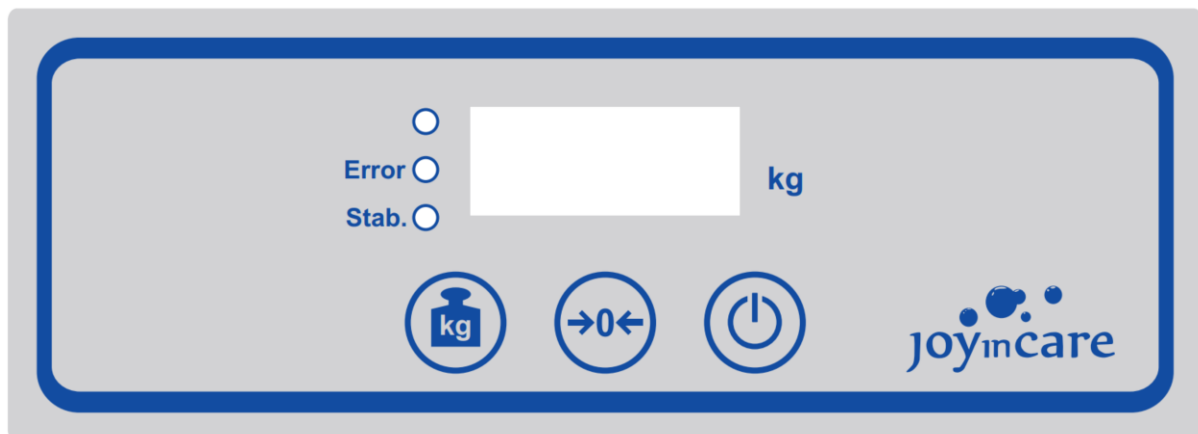 Error
kg
Stab.
kg
→0←
joyincare